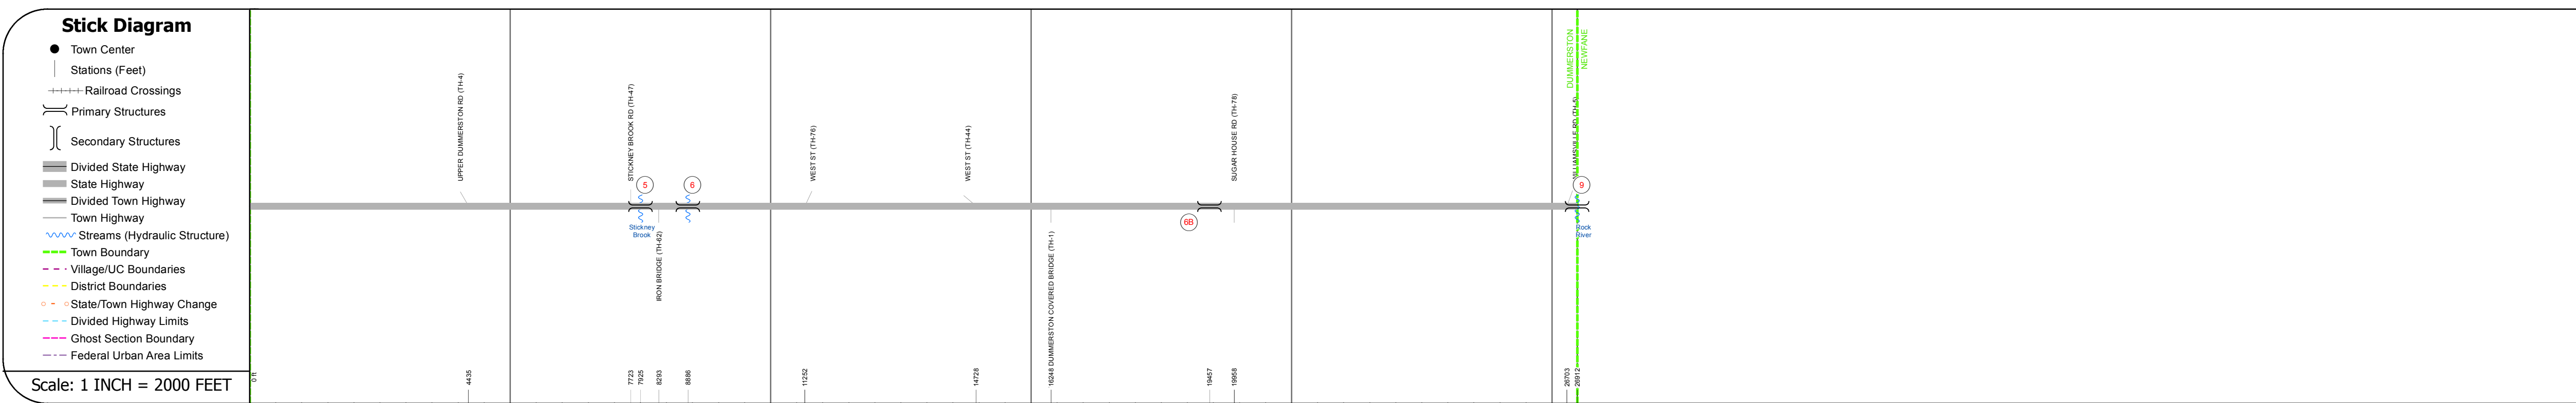 Stick Diagram
Town Center
Stations (Feet)
Railroad Crossings
Primary Structures
Secondary Structures
Divided State Highway
State Highway
Divided Town Highway
Town Highway
Streams (Hydraulic Structure)
Town Boundary
Village/UC Boundaries
District Boundaries
State/Town Highway Change
Divided Highway Limits
Ghost Section Boundary
Federal Urban Area Limits
Scale: 1 INCH = 2000 FEET
UPPER DUMMERSTON RD (TH-4)
STICKNEY BROOK RD (TH-47)
5
6
Stickney
Brook
IRON BRIDGE (TH-62)
WEST ST (TH-76)
WEST ST (TH-44)
DUMMERSTON COVERED BRIDGE (TH-1)
6B
SUGAR HOUSE RD (TH-78)
DUMMERSTON
NEWFANE
WILLIAMSVILLE RD (TH-5)
9
Rock
River
0 ft
4435
7723
7925
8293
8886
11252
14728
16248
19457
19958
26703
26912